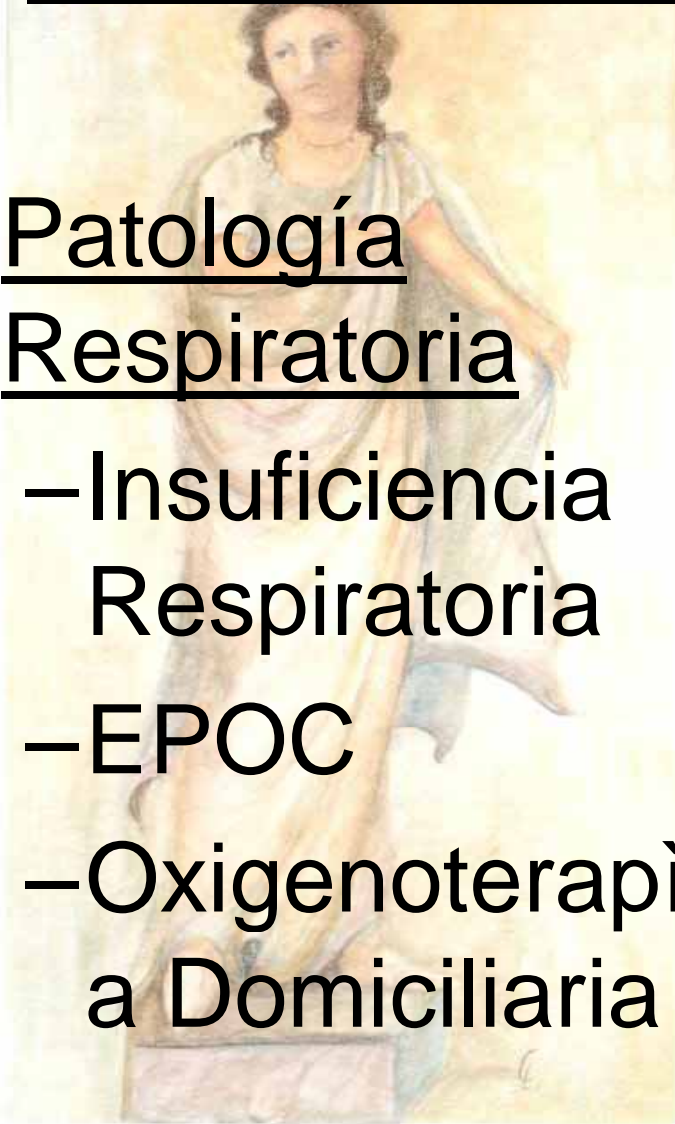 Patología
Respiratoria
–Insuficiencia
Respiratoria
–EPOC
–Oxigenoterapì
a Domiciliaria